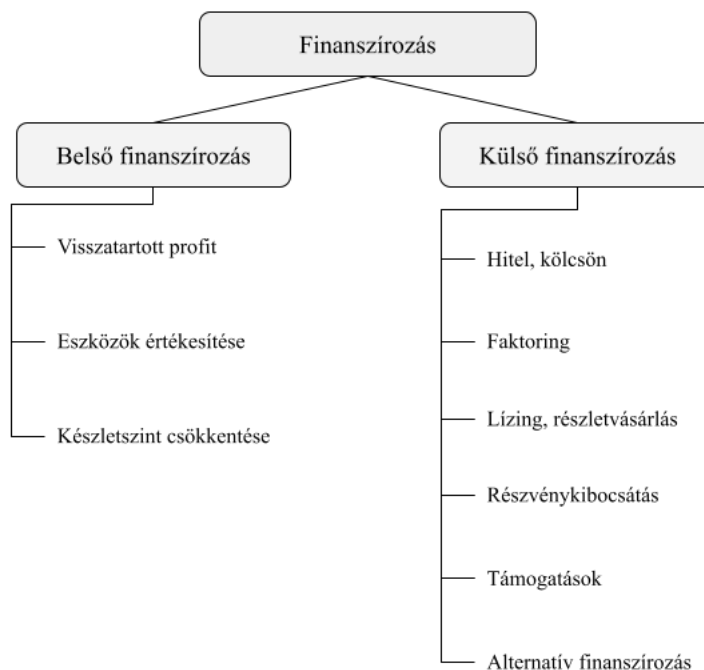 Finanszírozás
Belső finanszírozás
Visszatartott profit
Eszközök értékesítése
Készletszint csökkentése
Külső finanszírozás
Hitel, kölcsön
Faktoring
Lízing, részletvásárlás
Részvénykibocsátás
Támogatások
Alternatív finanszírozás